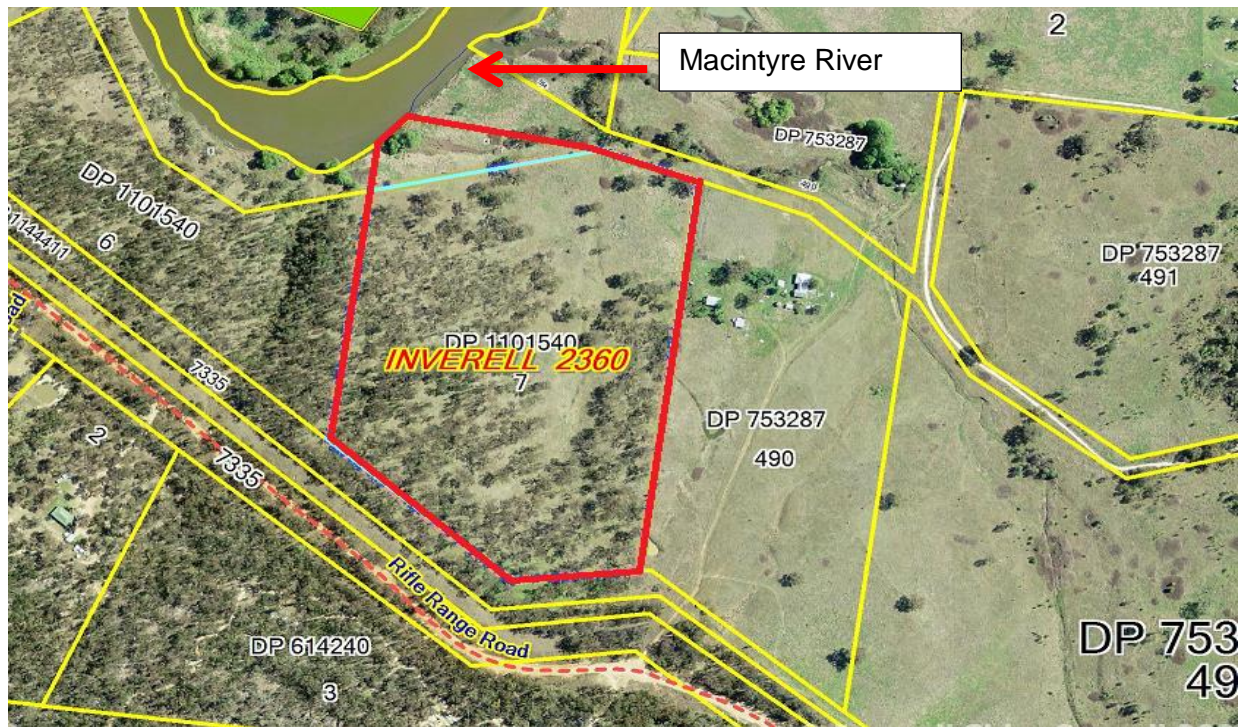 2
Macintyre River
DP 753287
490
DP 1101540
6
DP 753287
491
7335
DP 1101540
INVERELL 2360
7
DP 753287
490
2
7335
Rifle Range Road
DP 614240
3
DP 753
49